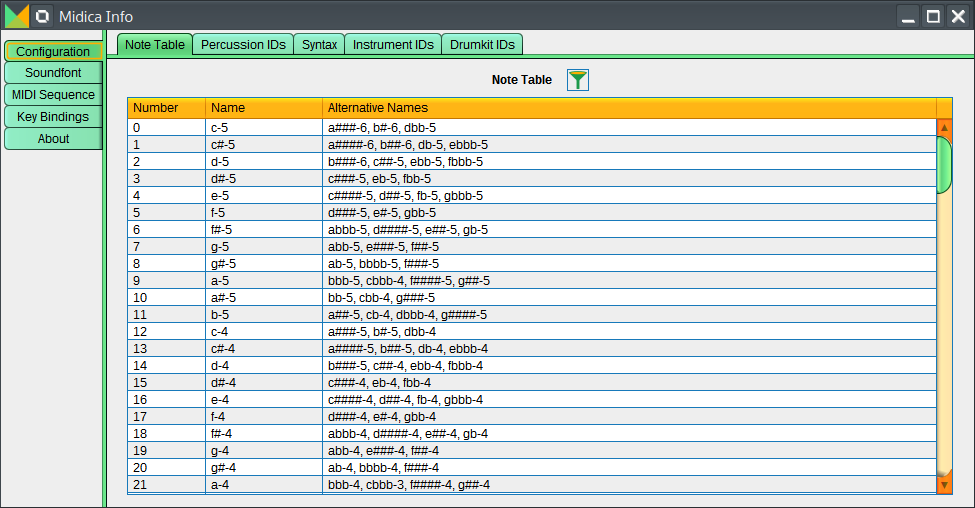 Midica Info
Configuration
Soundfont
MIDI Sequence
Key Bindings
About
Note Table Percussion IDs Syntax Instrument IDs Drumkit IDs
Note Table
Number Name Alternative Names
0 c-5 a###-6, b#-6, dbb-5
1 c#-5 a####-6, b##-6, db-5, ebbb-5
2 d-5 b###-6, c##-5, ebb-5, fbbb-5
3 d#-5 c###-5, eb-5, fbb-5
4 e-5 c####-5, d##-5, fb-5, gbbb-5
5 f-5 d###-5, e#-5, gbb-5
6 f#-5 abbb-5, d####-5, e##-5, gb-5
7 g-5 abb-5, e###-5, f##-5
8 g#-5 ab-5, bbbb-5, f###-5
9 a-5 bbb-5, cbbb-4, f####-5, g##-5
10 a#-5 bb-5, cbb-4, g###-5
11 b-5 a##-5, cb-4, dbbb-4, g####-5
12 c-4 a###-5, b#-5, dbb-4
13 c#-4 a####-5, b##-5, db-4, ebbb-4
14 d-4 b###-5, c##-4, ebb-4, fbbb-4
15 d#-4 c###-4, eb-4, fbb-4
16 e-4 c####-4, d##-4, fb-4, gbbb-4
17 f-4 d###-4, e#-4, gbb-4
18 f#-4 abbb-4, d####-4, e##-4, gb-4
19 g-4 abb-4, e###-4, f##-4
20 g#-4 ab-4, bbbb-4, f###-4
21 a-4 bbb-4, cbbb-3, f####-4, g##-4